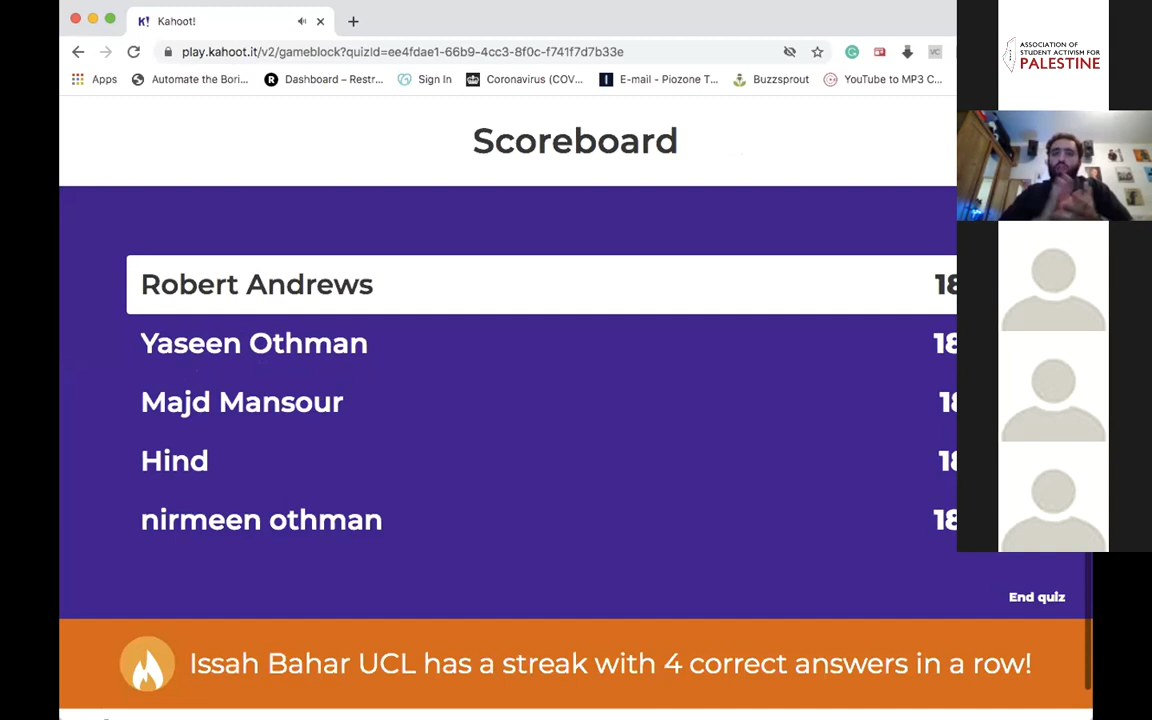 Kahoot!
play.kahoot.it/v2/gameblock?quizId=ee4fdae1-66b9-4cc3-8f0c-f741f7d7b33e
Apps
Automate the Bori...
Dashboard – Restr...
Sign In
Coronavirus (COV...
E-mail - Piozone T...
Buzzsprout
YouTube to MP3 C...
ASSOCIATION OF
STUDENT ACTIVISM FOR
PALESTINE
Scoreboard
Robert Andrews
Yaseen Othman
Majd Mansour
Hind
nirmeen othman
End quiz
Issah Bahar UCL has a streak with 4 correct answers in a row!